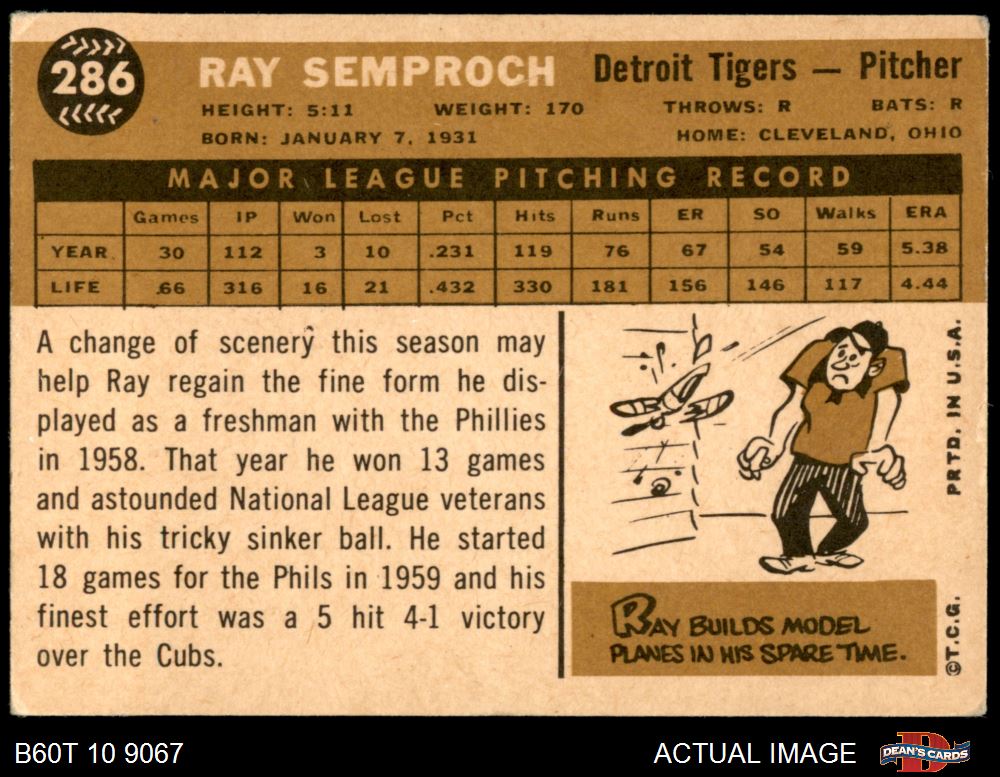 286
RAY SEMPROCH Detroit Tigers — Pitcher
HEIGHT: 5:11 WEIGHT: 170 THROWS: R BATS: R
BORN: JANUARY 7, 1931 HOME: CLEVELAND, OHIO
MAJOR LEAGUE PITCHING RECORD
Games IP Won Lost Pct Hits Runs ER SO Walks ERA
YEAR 30 112 3 10 .231 119 76 67 54 59 5.38
LIFE 66 316 16 21 .432 330 181 156 146 117 4.44
A change of scenery this season may
help Ray regain the fine form he dis-
played as a freshman with the Phillies
in 1958. That year he won 13 games
and astounded National League veterans
with his tricky sinker ball. He started
18 games for the Phils in 1959 and his
finest effort was a 5 hit 4-1 victory
over the Cubs.
RAY BUILDS MODEL
PLANES IN HIS SPARE TIME.
©T.C.G. PRTD. IN U.S.A.
B60T 10 9067 ACTUAL IMAGE
D
DEAN'S CARDS